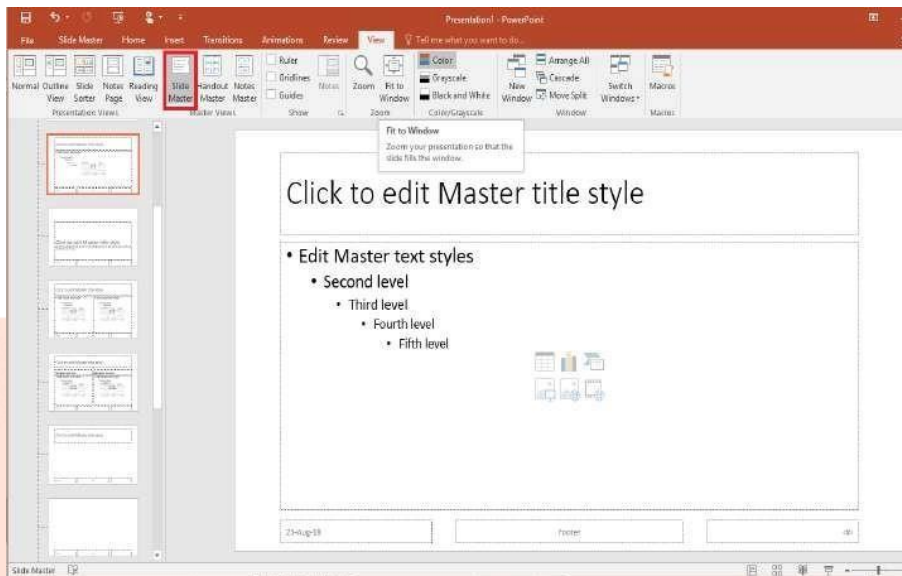 Presentation1 - PowerPoint
File Slide Master Home Insert Transitions Animations Review View Tell me what you want to do...
Normal Outline View Slide Sorter Notes Page Reading View
Presentation Views
Slide Master Handout Master Notes Master
Master Views
Ruler
Gridlines
Guides
Notes
Show
Zoom Fit to Window
Zoom
Color
Grayscale
Black and White
Color/Grayscale
New Window
Arrange All
Cascade
Move Split
Switch Windows
Window
Macros
Macros
Fit to Window
Zoom your presentation so that the
slide fills the window.
Click to edit Master title style
• Edit Master text styles
• Second level
• Third level
• Fourth level
• Fifth level
Footer
Slide Master